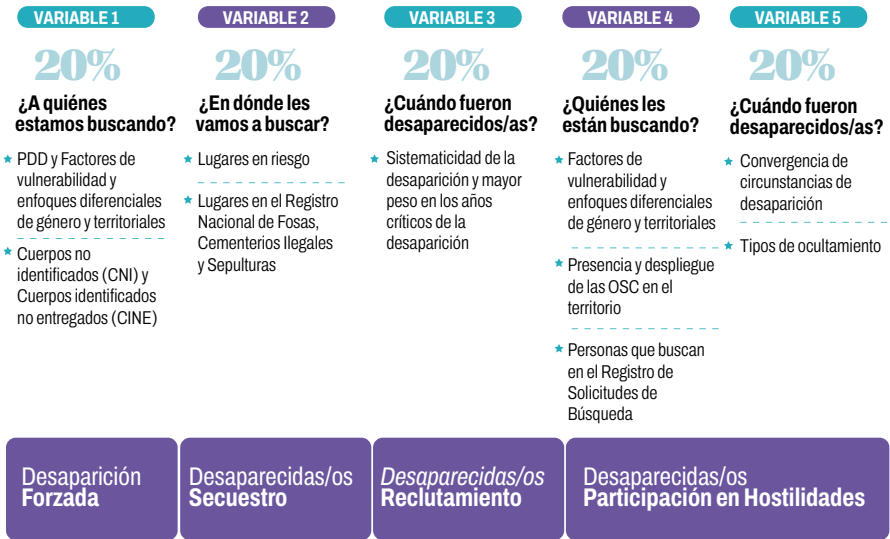 VARIABLE 1
20%
¿A quiénes
estamos buscando?
PDD y Factores de
vulnerabilidad y
enfoques diferenciales
de género y territoriales
Cuerpos no
identificados (CNI) y
Cuerpos identificados
no entregados (CINE)
VARIABLE 2
20%
¿En dónde les
vamos a buscar?
Lugares en riesgo
Lugares en el Registro
Nacional de Fosas,
Cementerios Ilegales
y Sepulturas
VARIABLE 3
20%
¿Cuándo fueron
desaparecidos/as?
Sistematicidad de la
desaparición y mayor
peso en los años
críticos de la
desaparición
VARIABLE 4
20%
¿Quiénes les
están buscando?
Factores de
vulnerabilidad y
enfoques diferenciales
de género y territoriales
Presencia y despliegue
de las OSC en el
territorio
Personas que buscan
en el Registro de
Solicitudes de
Búsqueda
VARIABLE 5
20%
¿Cuándo fueron
desaparecidos/as?
Convergencia de
circunstancias de
desaparición
Tipos de ocultamiento
Desaparición
Forzada
Desaparecidas/os
Secuestro
Desaparecidas/os
Reclutamiento
Desaparecidas/os
Participación en Hostilidades